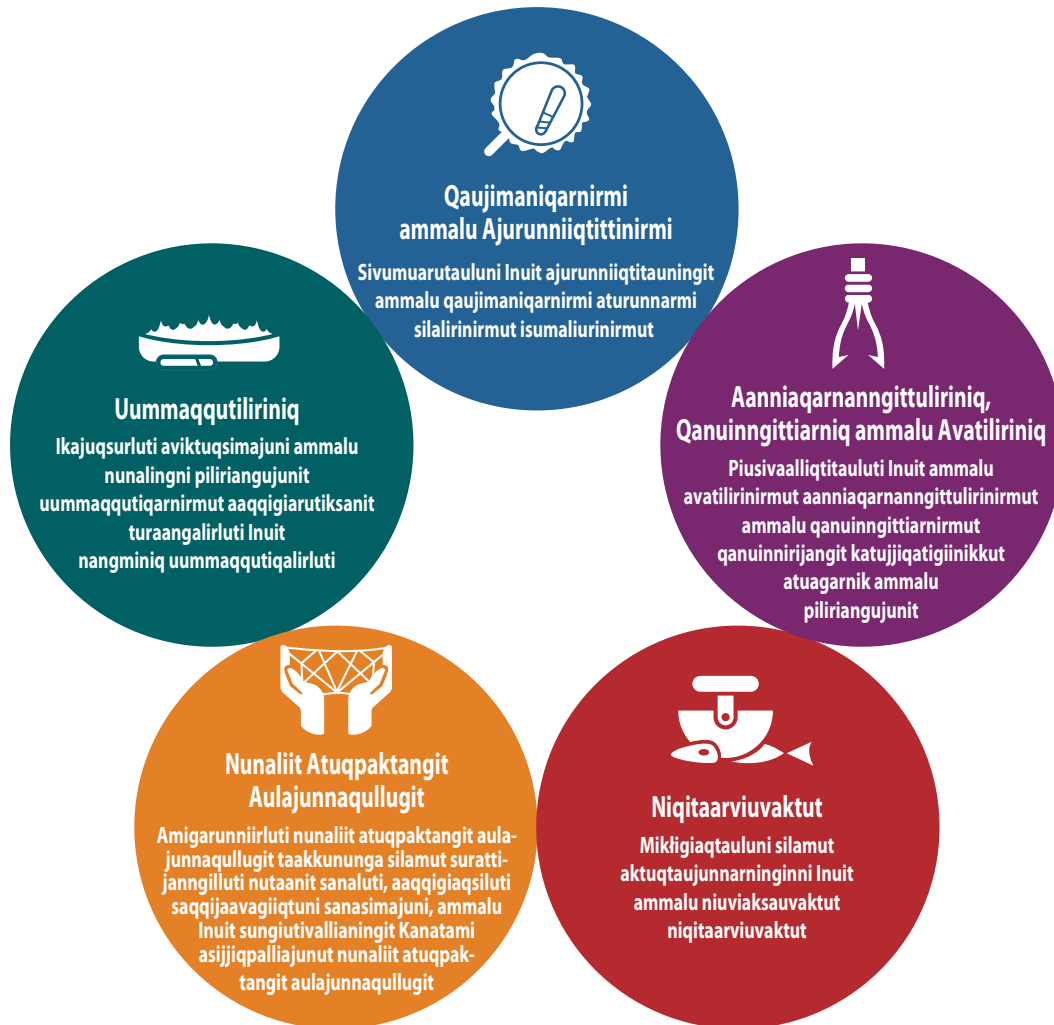 Qaujimaniqarnirmi
ammalu Ajurunniiqtittinirmi
Sivumuarutauluni Inuit ajurunniiqtitauningit
ammalu qaujimaniqarnirmi aturunnarmi
silalirinirmut isumaliurinirmut
Uummaqqutiliriniq
Ikajuqsurluti aviktuqsimajuni ammalu
nunalingni piliriangujunit
uummaqqutiqarnirmut aaqqigiarutiksanit
turaangalirluti Inuit
nangminiq uummaqqutiqalirluti
Aanniaqarnanngittuliriniq,
Qanuinngittiarniq ammalu Avatiliriniq
Piusivaalliqtitauluti Inuit ammalu
avatilirinirmut aanniaqarnanngittulirinirmut
ammalu qanuinngittiarnirmut
qanuinnirijangit katujjiqatigiinikkut
atuagarnik ammalu
piliriangujunit
Nunaliit Atuqpaktangit
Aulajunnaqullugit
Amigarunniirluti nunaliit atuqpaktangit aula-
junnaqullugit taakkununga silamut suratti-
janngilluti nutaanit sanaluti, aaqqigiaqsiluti
saqqijaavagiiqtuni sanasimajuni, ammalu
Inuit sungiutivallianingit Kanatami
asijjiqpalliajunut nunaliit atuqpak-
tangit aulajunnaqullugit
Niqitaarviuvaktut
Mikłigiaqtauluni silamut
aktuqtaujunnarninginni Inuit
ammalu niuviaksauvaktut
niqitaarviuvaktut